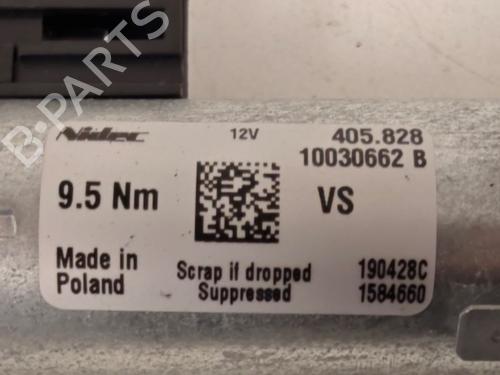 Nidec 12V 405.828
10030662 B
9.5 Nm VS
Made in Poland
Scrap if dropped
Suppressed
190428C
1584660
B-PARTS